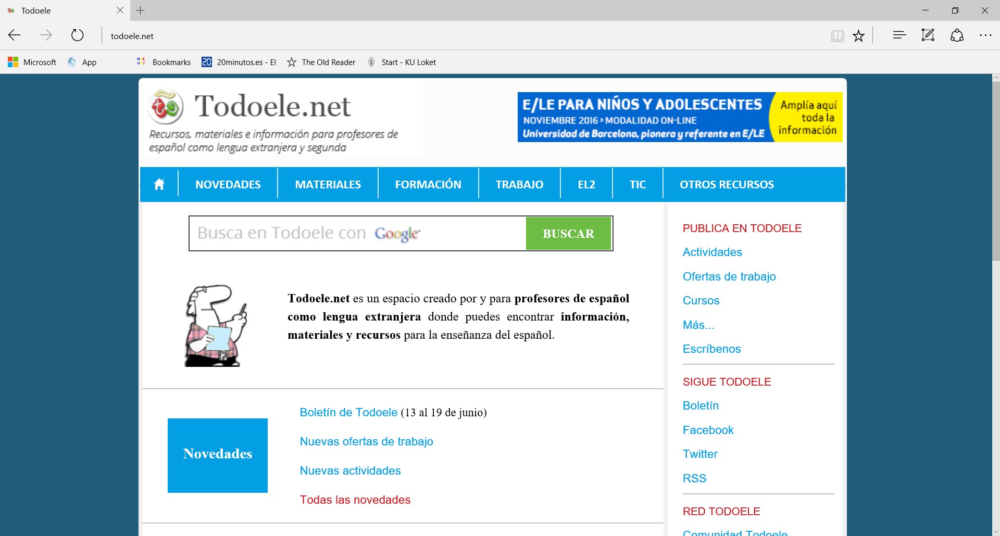 Todoele
todoele.net
Microsoft App Bookmarks 20minutos.es - El The Old Reader Start - KU Loket
Todoele.net
Recursos, materiales e información para profesores de
español como lengua extranjera y segunda
E/LE PARA NIÑOS Y ADOLESCENTES
NOVIEMBRE 2016 > MODALIDAD ON-LINE
Universidad de Barcelona, pionera y referente en E/LE
Amplía aquí
toda la
información
NOVEDADES MATERIALES FORMACIÓN TRABAJO EL2 TIC OTROS RECURSOS
Busca en Todoele con Google™ BUSCAR
Todoele.net es un espacio creado por y para profesores de español
como lengua extranjera donde puedes encontrar información,
materiales y recursos para la enseñanza del español.
Novedades
Boletín de Todoele (13 al 19 de junio)
Nuevas ofertas de trabajo
Nuevas actividades
Todas las novedades
PUBLICA EN TODOELE
Actividades
Ofertas de trabajo
Cursos
Más...
Escríbenos
SIGUE TODOELE
Boletín
Facebook
Twitter
RSS
RED TODOELE
Comunidad Todoele